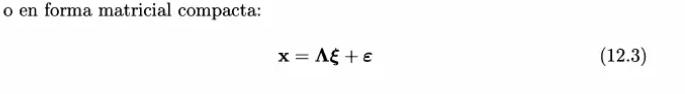 o en forma matricial compacta:
x = Λξ + ε (12.3)